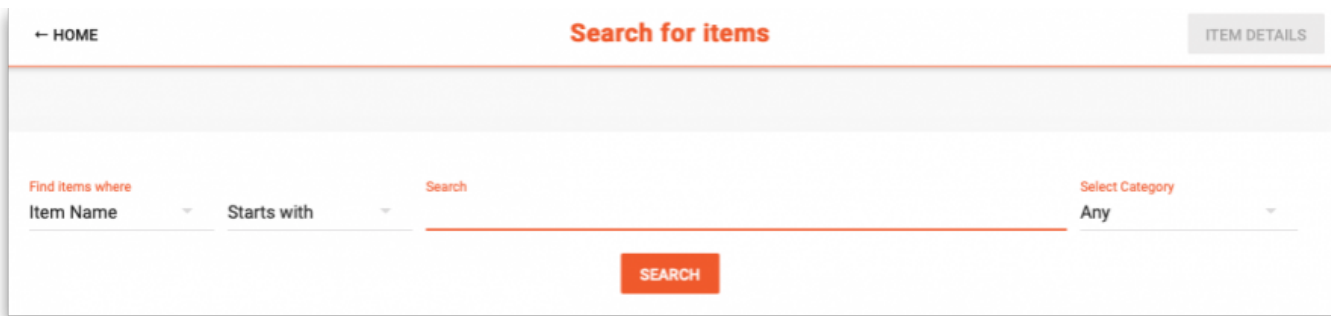 ← HOME Search for items ITEM DETAILS
Find items where Search Select Category
Item Name Starts with Any
SEARCH